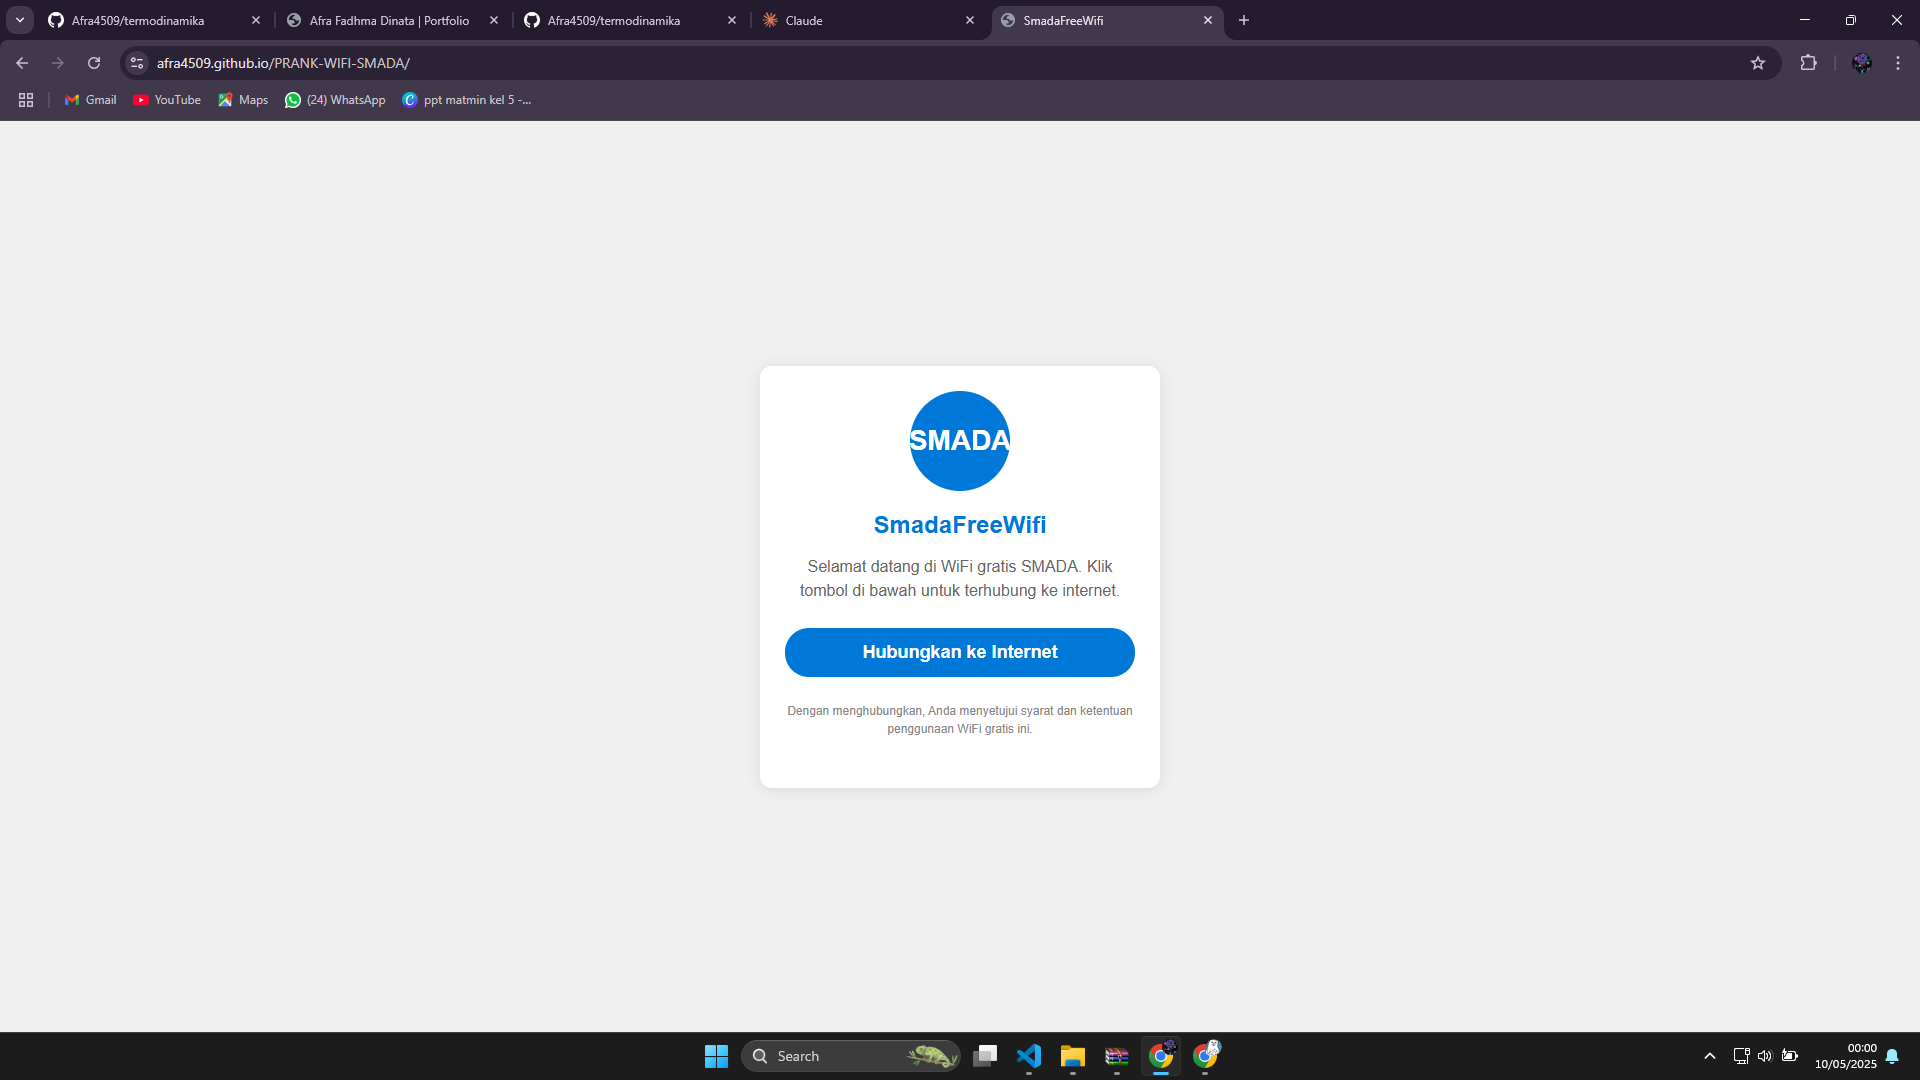 Afra4509/termodinamika
Afra Fadhma Dinata | Portfolio
Afra4509/termodinamika
Claude
SmadaFreeWifi
afra4509.github.io/PRANK-WIFI-SMADA/
Gmail
YouTube
Maps
(24) WhatsApp
ppt matmin kel 5 -...
SMADA
SmadaFreeWifi
Selamat datang di WiFi gratis SMADA. Klik
tombol di bawah untuk terhubung ke internet.
Hubungkan ke Internet
Dengan menghubungkan, Anda menyetujui syarat dan ketentuan
penggunaan WiFi gratis ini.
Search
00:00
10/05/2025